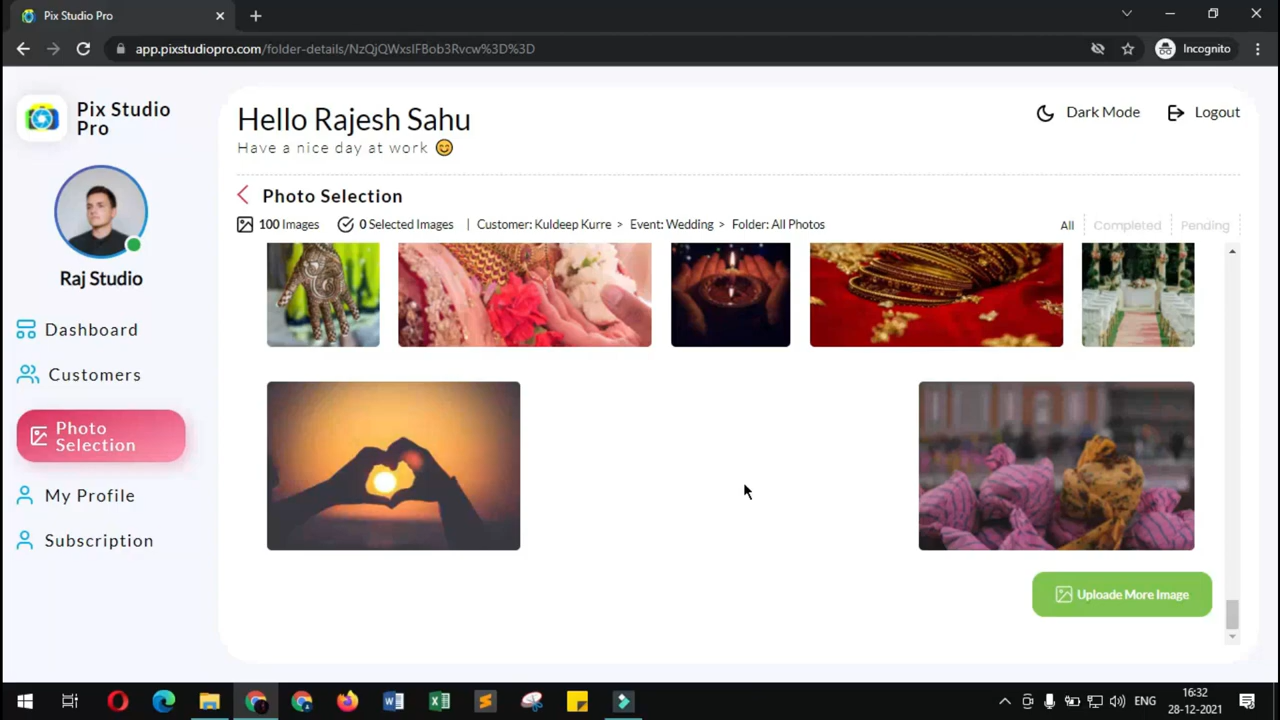 Pix Studio Pro
app.pixstudiopro.com/folder-details/NzQjQWxsIFBob3Rvcw%3D%3D
Incognito
Pix Studio
Pro
Hello Rajesh Sahu
Have a nice day at work
Dark Mode
Logout
Photo Selection
100 Images
0 Selected Images
| Customer: Kuldeep Kurre > Event: Wedding > Folder: All Photos
All
Completed
Pending
Raj Studio
Dashboard
Customers
Photo
Selection
My Profile
Subscription
Uploade More Image
ENG
16:32
28-12-2021